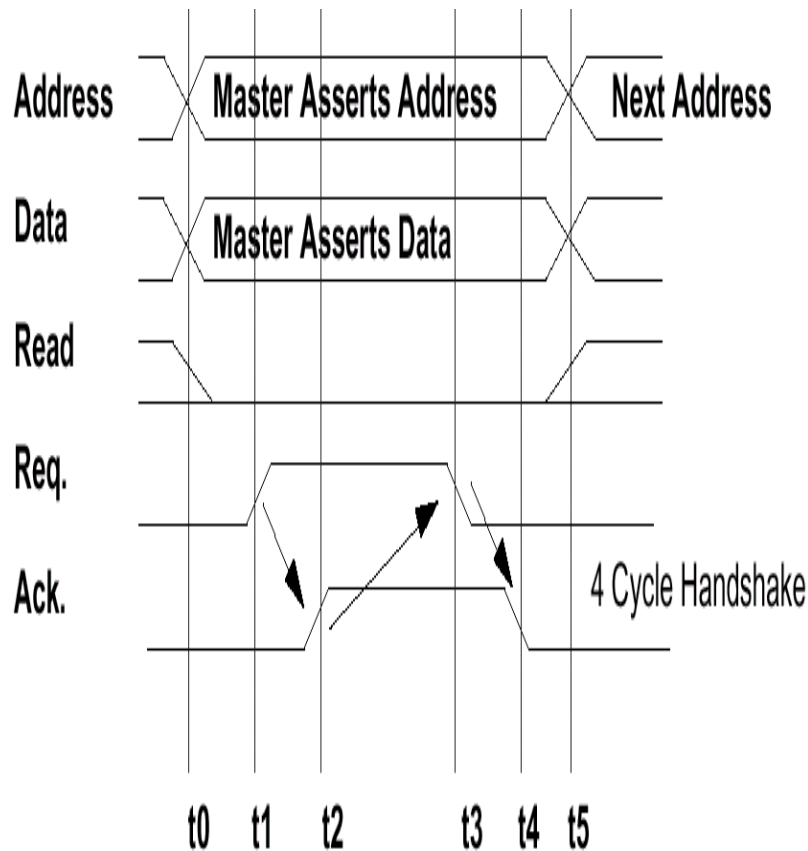 Address Master Asserts Address Next Address
Data Master Asserts Data
Read
Req.
Ack. 4 Cycle Handshake
t0 t1 t2 t3 t4 t5